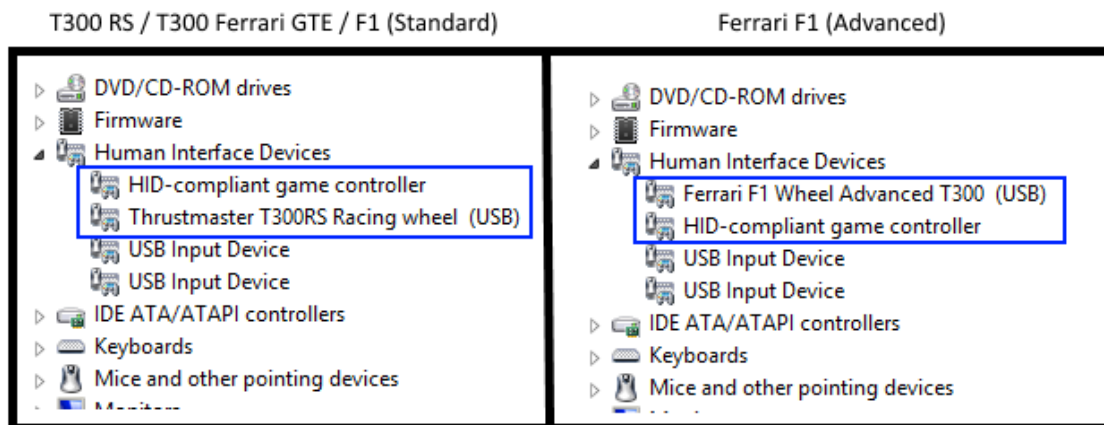 T300 RS / T300 Ferrari GTE / F1 (Standard)
DVD/CD-ROM drives
Firmware
Human Interface Devices
HID-compliant game controller
Thrustmaster T300RS Racing wheel (USB)
USB Input Device
USB Input Device
IDE ATA/ATAPI controllers
Keyboards
Mice and other pointing devices
Ferrari F1 (Advanced)
DVD/CD-ROM drives
Firmware
Human Interface Devices
Ferrari F1 Wheel Advanced T300 (USB)
HID-compliant game controller
USB Input Device
USB Input Device
IDE ATA/ATAPI controllers
Keyboards
Mice and other pointing devices